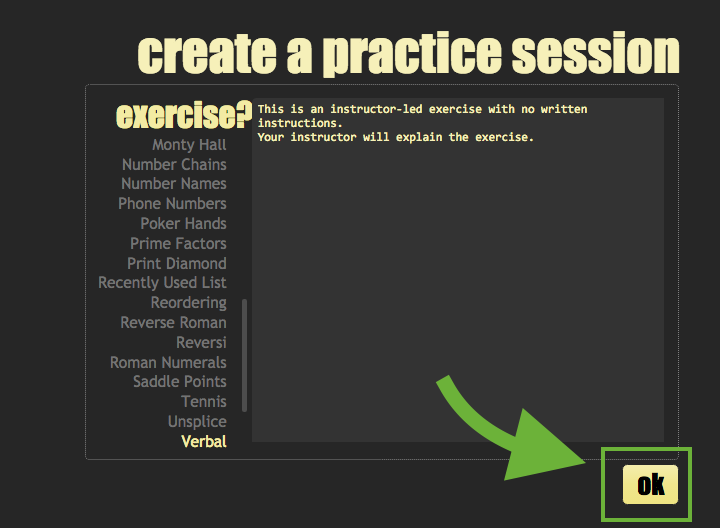 create a practice session
exercise?
This is an instructor-led exercise with no written
instructions.
Your instructor will explain the exercise.
Monty Hall
Number Chains
Number Names
Phone Numbers
Poker Hands
Prime Factors
Print Diamond
Recently Used List
Reordering
Reverse Roman
Reversi
Roman Numerals
Saddle Points
Tennis
Unsplice
Verbal
ok